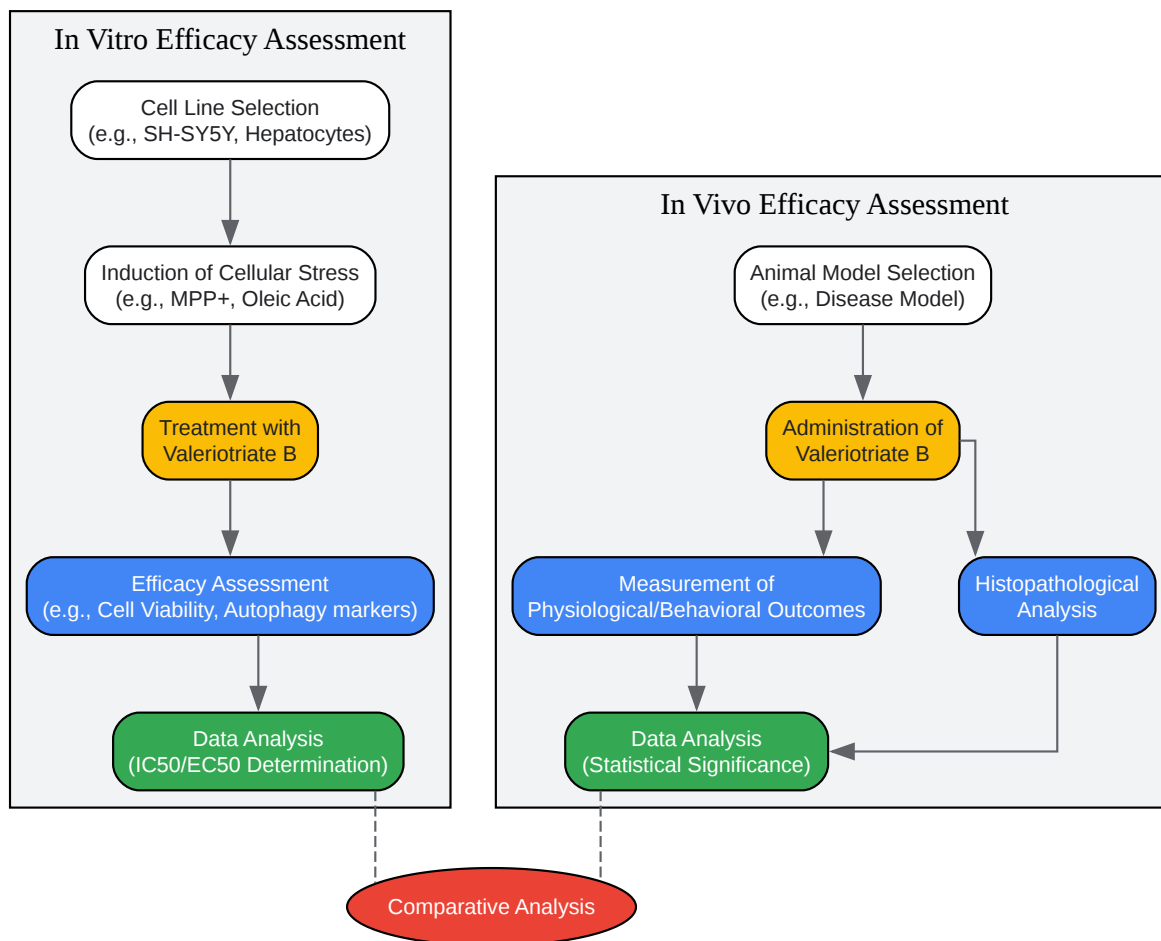 In Vitro Efficacy Assessment
Cell Line Selection
(e.g., SH-SY5Y, Hepatocytes)
Induction of Cellular Stress
(e.g., MPP+, Oleic Acid)
Treatment with
Valeriotriate B
Efficacy Assessment
(e.g., Cell Viability, Autophagy markers)
Data Analysis
(IC50/EC50 Determination)
In Vivo Efficacy Assessment
Animal Model Selection
(e.g., Disease Model)
Administration of
Valeriotriate B
Measurement of
Physiological/Behavioral Outcomes
Histopathological
Analysis
Data Analysis
(Statistical Significance)
Comparative Analysis